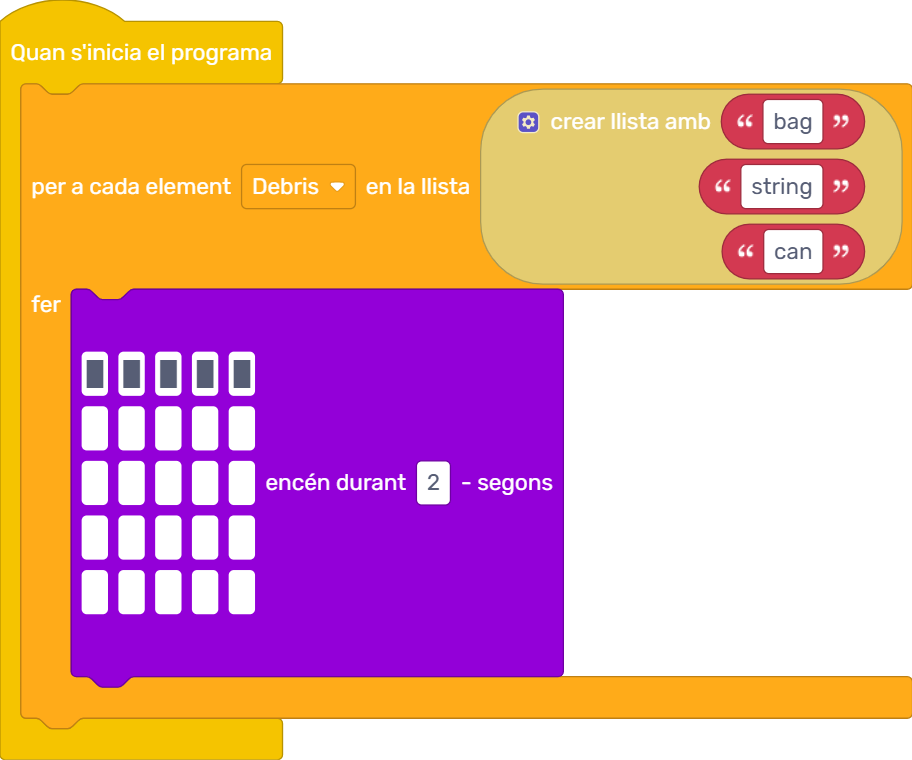 Quan s'inicia el programa
per a cada element Debris en la llista crear llista amb “ bag ”
“ string ”
“ can ”
fer
encén durant 2 - segons